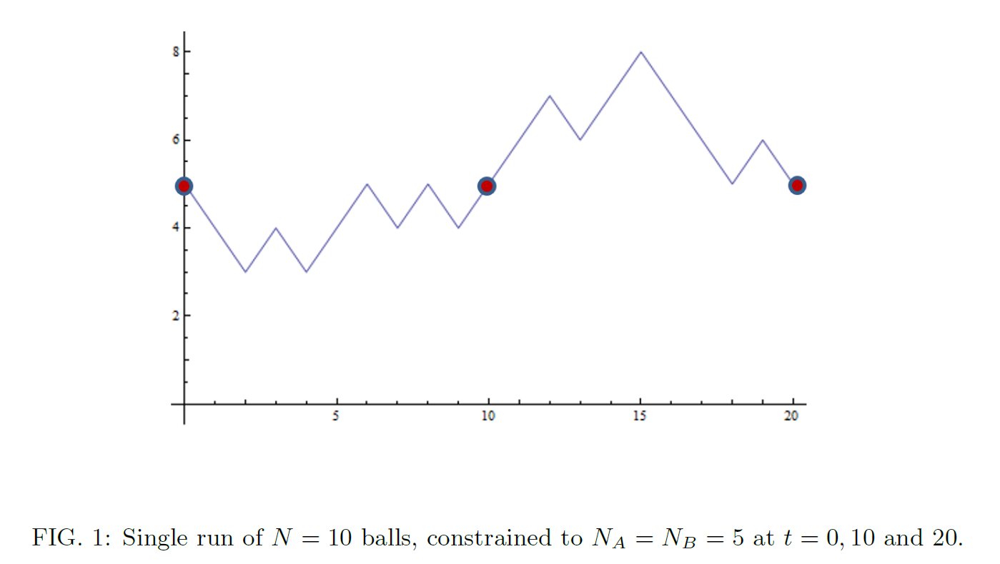 8
6
4
2
5 10 15 20
FIG. 1: Single run of N = 10 balls, constrained to N_A = N_B = 5 at t = 0, 10 and 20.